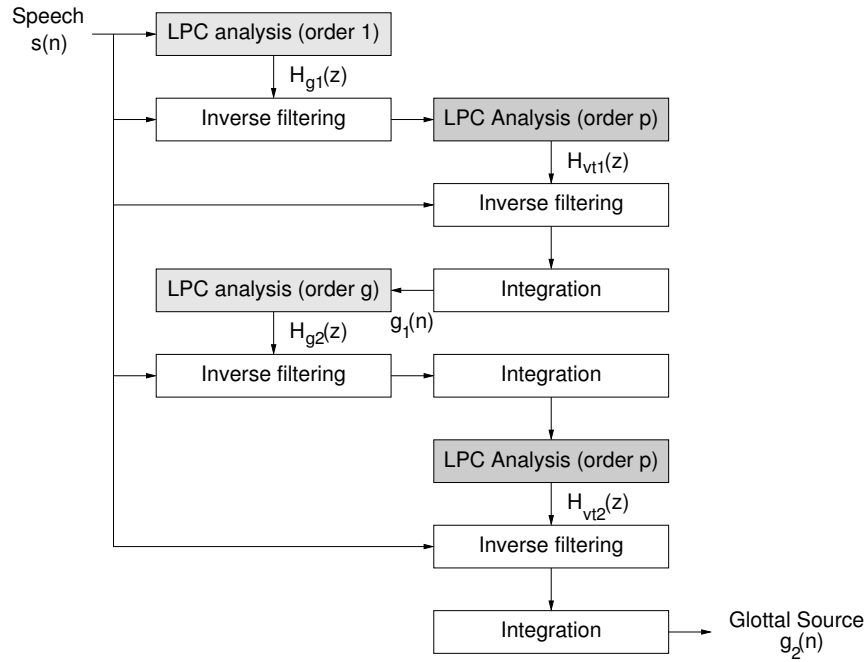 Speech
s(n)
LPC analysis (order 1)
H_g1(z)
Inverse filtering
LPC Analysis (order p)
H_vt1(z)
Inverse filtering
Integration
LPC analysis (order g)
g_1(n)
H_g2(z)
Inverse filtering
Integration
LPC Analysis (order p)
H_vt2(z)
Inverse filtering
Integration
Glottal Source
g_2(n)